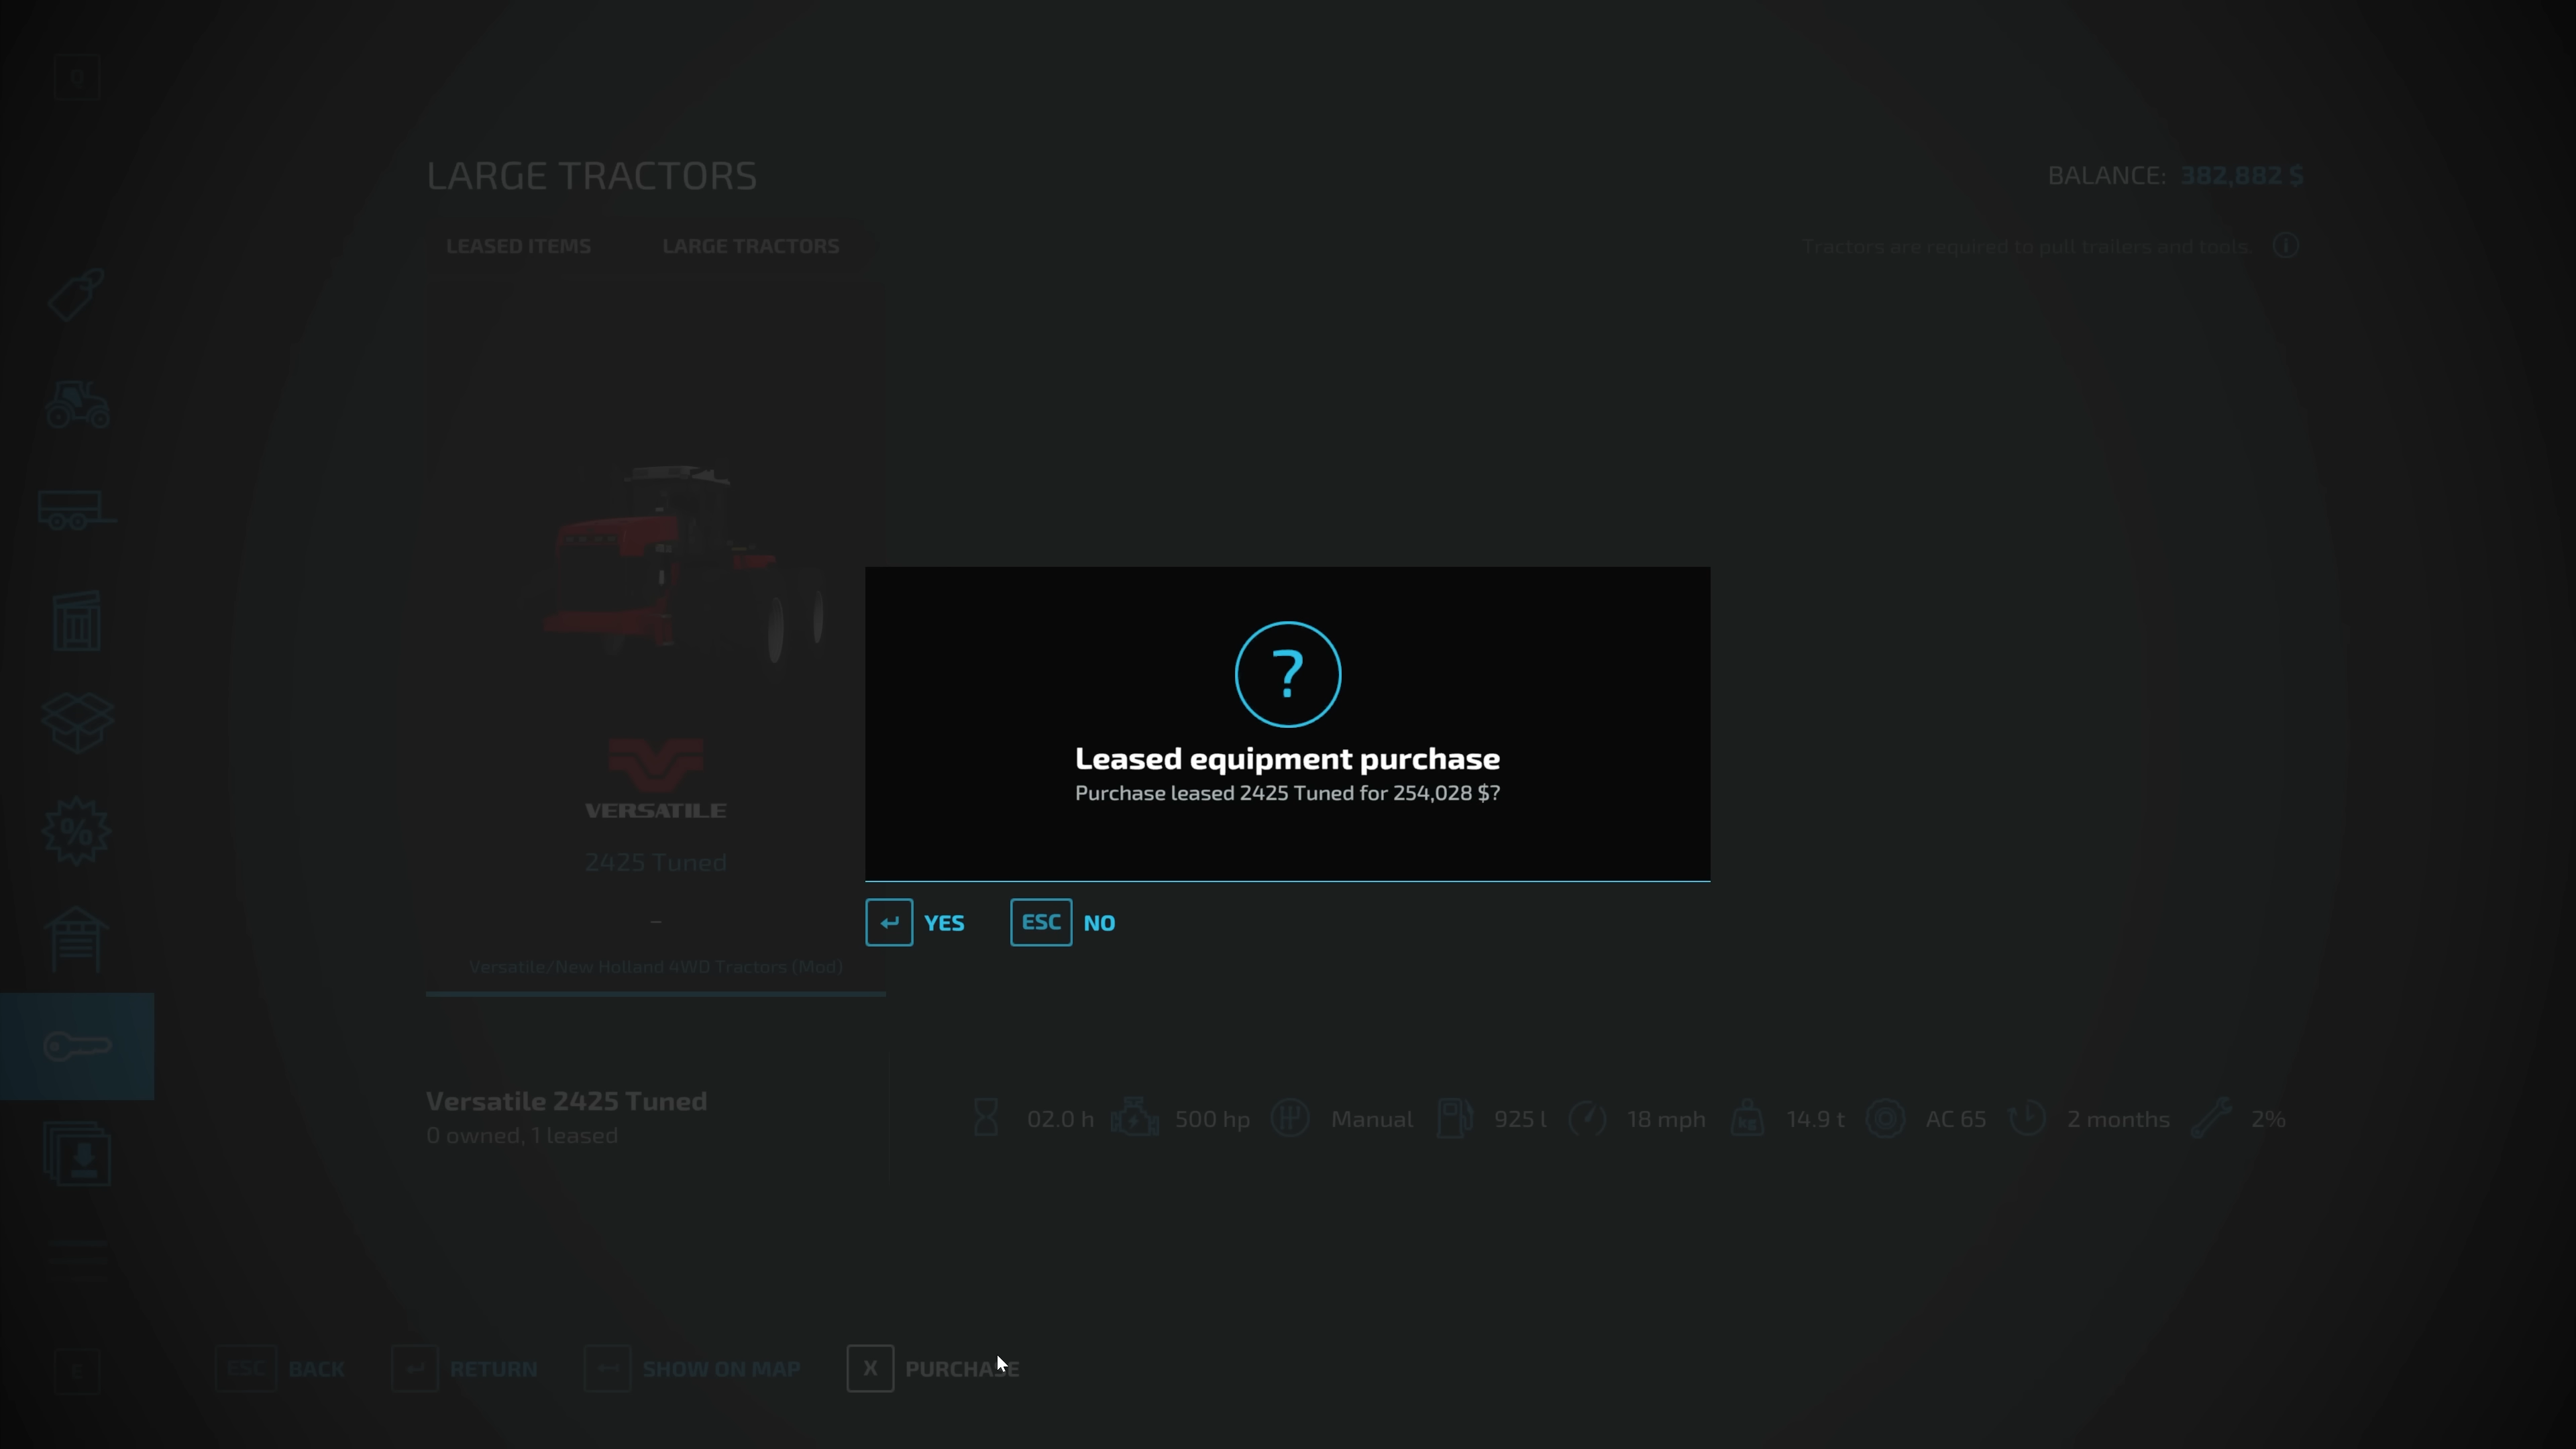 Q
LARGE TRACTORS
BALANCE: 382,882 $
LEASED ITEMS
LARGE TRACTORS
Tractors are required to pull trailers and tools.
VERSATILE
2425 Tuned
–
Versatile/New Holland 4WD Tractors (Mod)
?
Leased equipment purchase
Purchase leased 2425 Tuned for 254,028 $?
YES
ESC NO
Versatile 2425 Tuned
0 owned, 1 leased
02.0 h
500 hp
Manual
925 l
18 mph
14.9 t
AC 65
2 months
2%
E
ESC BACK
RETURN
SHOW ON MAP
X PURCHASE